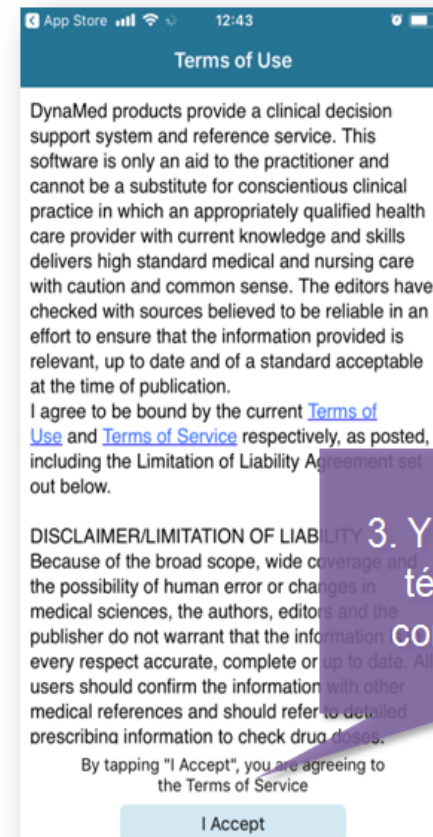 App Store 12:43
Terms of Use
DynaMed products provide a clinical decision
support system and reference service. This
software is only an aid to the practitioner and
cannot be a substitute for conscientious clinical
practice in which an appropriately qualified health
care provider with current knowledge and skills
delivers high standard medical and nursing care
with caution and common sense. The editors have
checked with sources believed to be reliable in an
effort to ensure that the information provided is
relevant, up to date and of a standard acceptable
at the time of publication.
I agree to be bound by the current Terms of
Use and Terms of Service respectively, as posted,
including the Limitation of Liability Agreement set
out below.
DISCLAIMER/LIMITATION OF LIABILITY
Because of the broad scope, wide coverage and
the possibility of human error or changes in
medical sciences, the authors, editors and the
publisher do not warrant that the information
every respect accurate, complete or up to date. All
users should confirm the information with other
medical references and should refer to detailed
prescribing information to check drug doses.
By tapping "I Accept", you are agreeing to
the Terms of Service
I Accept
3. Y
té
co